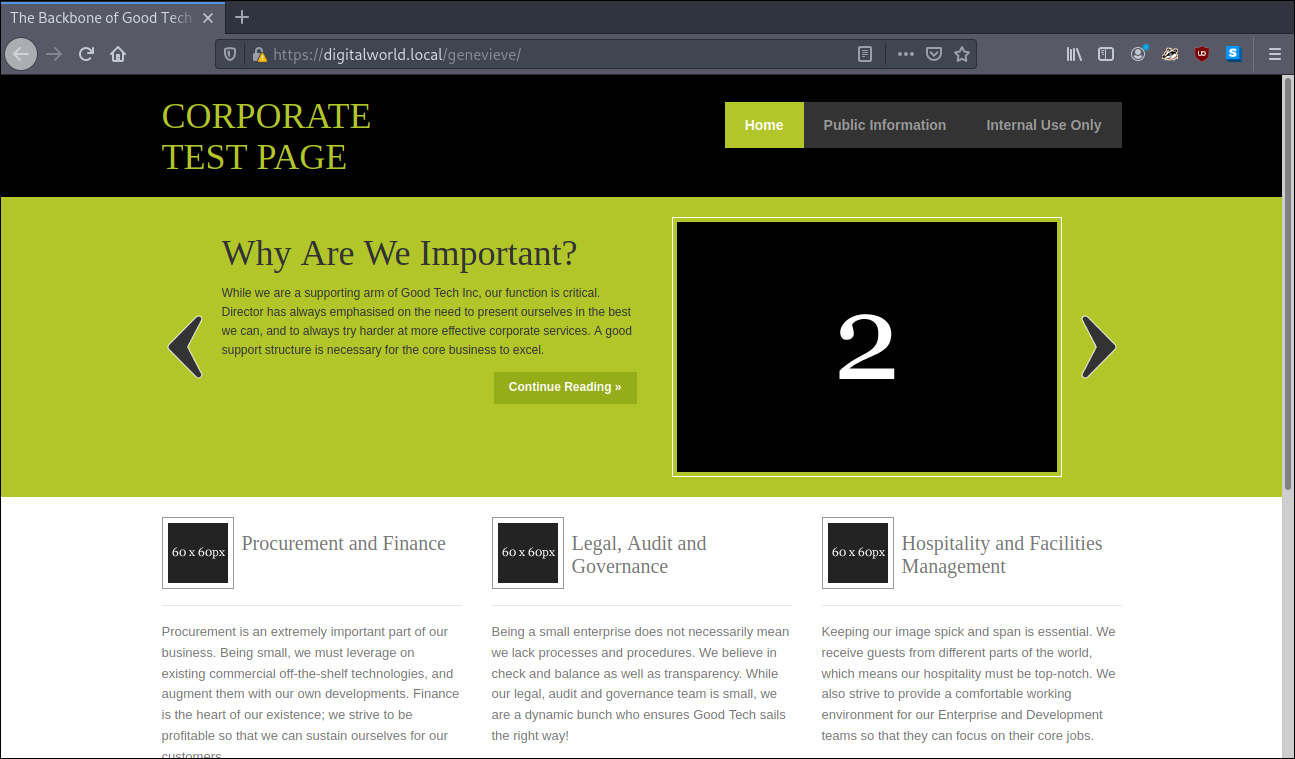 The Backbone of Good Tech
https://digitalworld.local/genevieve/
CORPORATE
TEST PAGE
Home
Public Information
Internal Use Only
Why Are We Important?
While we are a supporting arm of Good Tech Inc, our function is critical.
Director has always emphasised on the need to present ourselves in the best
we can, and to always try harder at more effective corporate services. A good
support structure is necessary for the core business to excel.
Continue Reading »
2
60 x 60px
Procurement and Finance
Procurement is an extremely important part of our
business. Being small, we must leverage on
existing commercial off-the-shelf technologies, and
augment them with our own developments. Finance
is the heart of our existence; we strive to be
profitable so that we can sustain ourselves for our
customers
60 x 60px
Legal, Audit and
Governance
Being a small enterprise does not necessarily mean
we lack processes and procedures. We believe in
check and balance as well as transparency. While
our legal, audit and governance team is small, we
are a dynamic bunch who ensures Good Tech sails
the right way!
60 x 60px
Hospitality and Facilities
Management
Keeping our image spick and span is essential. We
receive guests from different parts of the world,
which means our hospitality must be top-notch. We
also strive to provide a comfortable working
environment for our Enterprise and Development
teams so that they can focus on their core jobs.